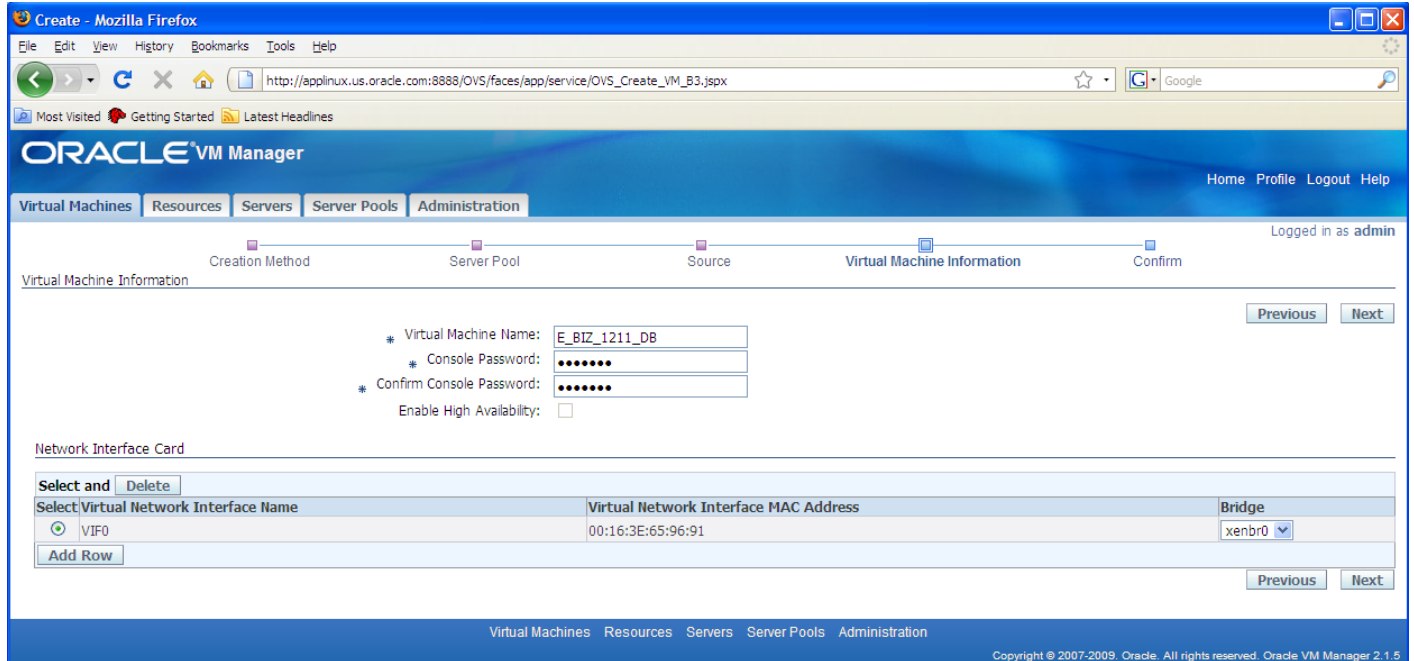 Create - Mozilla Firefox
File Edit View History Bookmarks Tools Help
http://applinux.us.oracle.com:8888/OVS/faces/app/service/OVS_Create_VM_B3.jspx G Google
Most Visited Getting Started Latest Headlines
ORACLE VM Manager
Home Profile Logout Help
Virtual Machines Resources Servers Server Pools Administration
Logged in as admin
Creation Method Server Pool Source Virtual Machine Information Confirm
Virtual Machine Information
Previous Next
* Virtual Machine Name: E_BIZ_1211_DB
* Console Password: •••••••
* Confirm Console Password: •••••••
Enable High Availability:
Network Interface Card
Select and Delete
Select Virtual Network Interface Name Virtual Network Interface MAC Address Bridge
VIF0 00:16:3E:65:96:91 xenbr0
Add Row
Previous Next
Virtual Machines Resources Servers Server Pools Administration
Copyright © 2007-2009. Oracle. All rights reserved. Oracle VM Manager 2.1.5